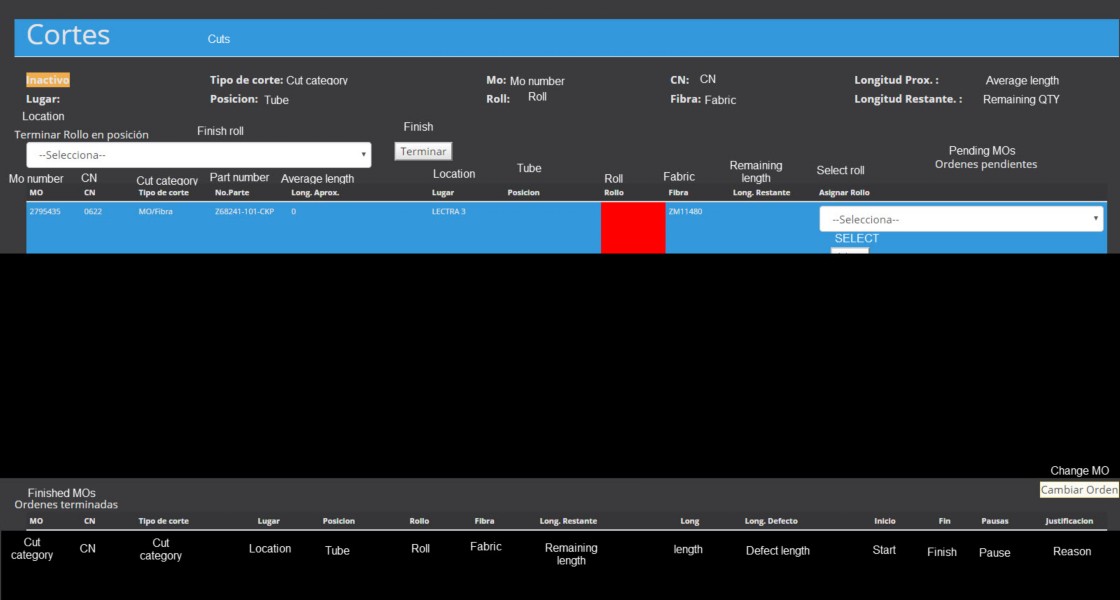 Cortes Cuts
Inactivo Tipo de corte: Cut category Mo: Mo number CN: CN Longitud Prox. : Average length
Lugar: Posicion: Tube Roll: Roll Fibra: Fabric Longitud Restante. : Remaining QTY
Location
Terminar Rollo en posición Finish roll Finish
--Selecciona-- Terminar
Pending MOs
Ordenes pendientes
Mo number CN Cut category Part number Average length Location Tube Roll Fabric Remaining length Select roll
MO CN Tipo de corte No.Parte Long. Aprox. Lugar Posicion Rollo Fibra Long. Restante Asignar Rollo
2795435 0622 MO/Fibra Z68241-101-CKP 0 LECTRA 3 ZM11480 --Selecciona--
SELECT
Change MO
Cambiar Orden
Finished MOs
Ordenes terminadas
MO CN Tipo de corte Lugar Posicion Rollo Fibra Long. Restante Long Long. Defecto Inicio Fin Pausas Justificacion
Cut category CN Cut category Location Tube Roll Fabric Remaining length length Defect length Start Finish Pause Reason